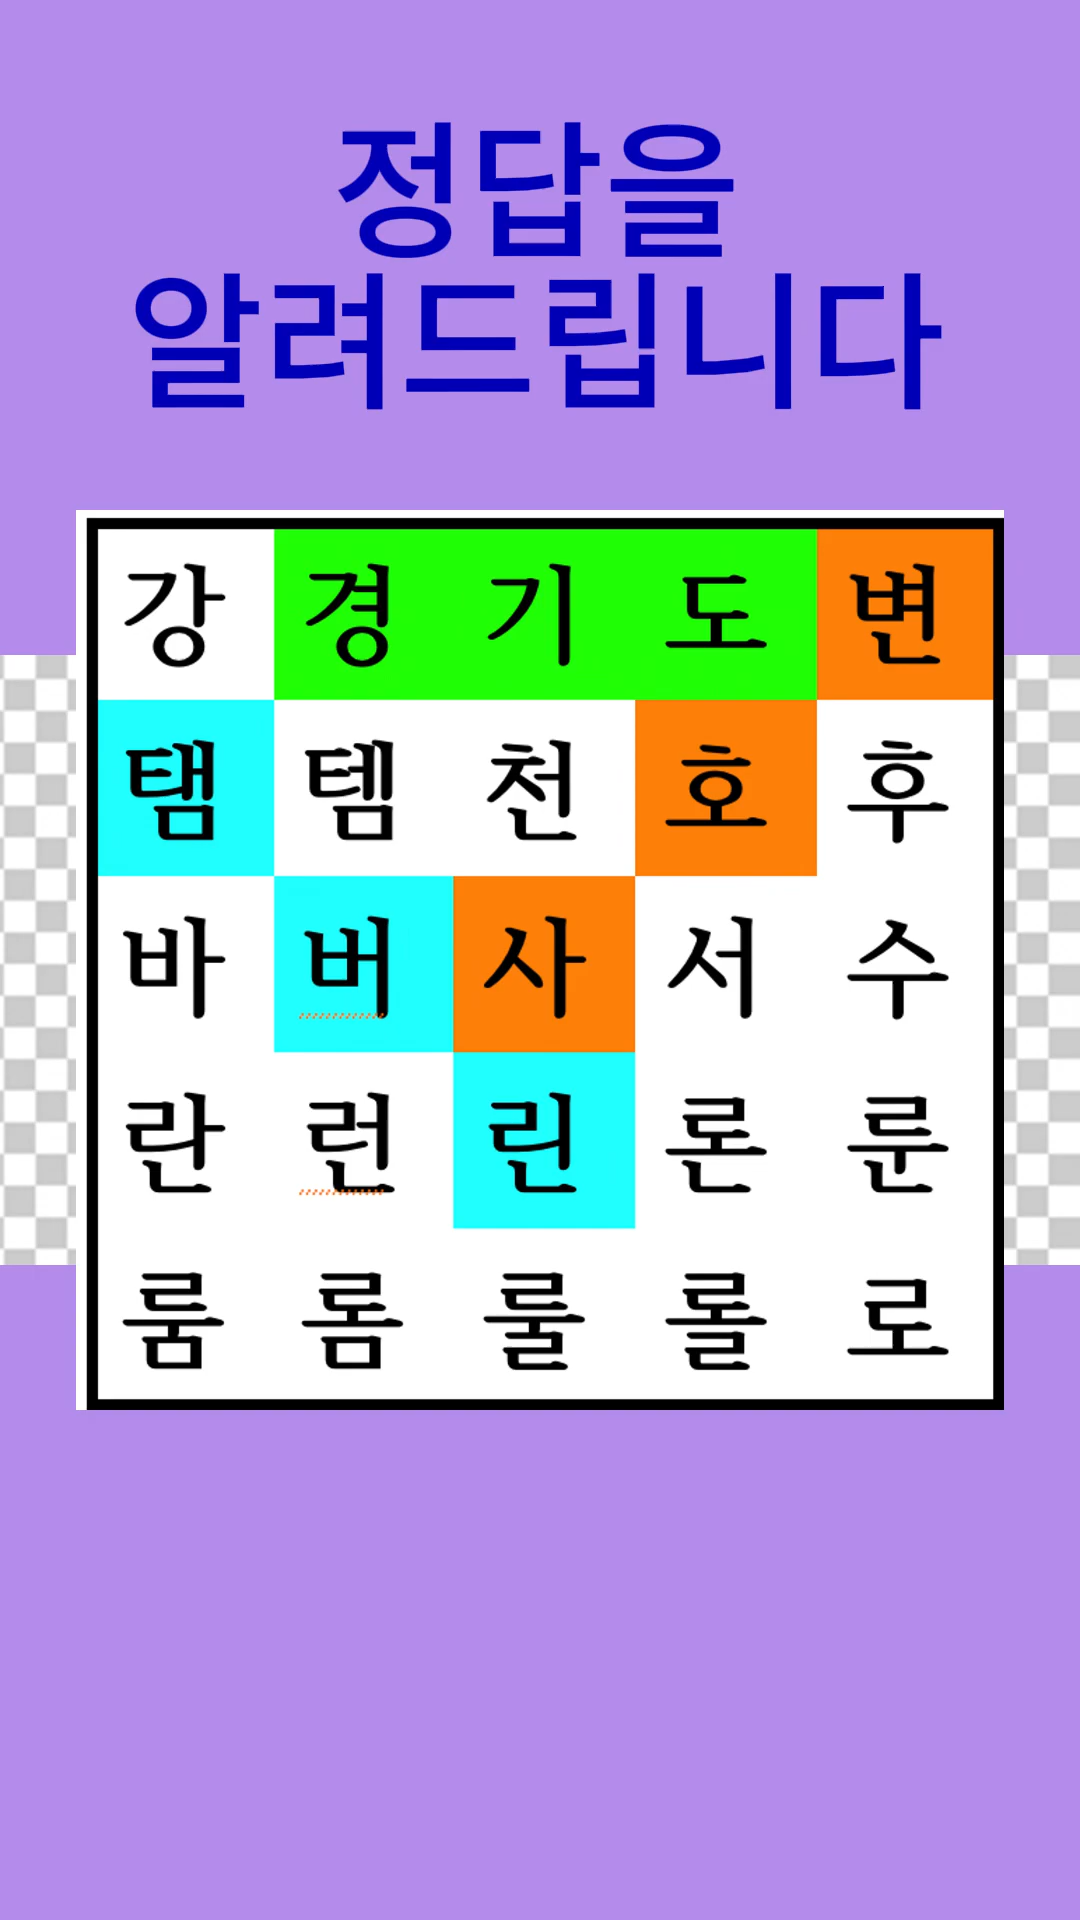 정답을
알려드립니다
강 경 기 도 변
탬 템 천 호 후
바 버 사 서 수
란 런 린 론 룬
룸 롬 룰 롤 로